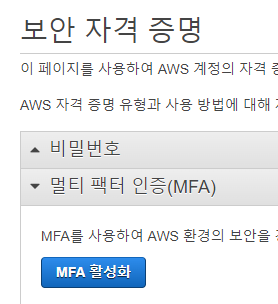 보안 자격 증명
이 페이지를 사용하여 AWS 계정의 자격
AWS 자격 증명 유형과 사용 방법에 대해
비밀번호
멀티 팩터 인증(MFA)
MFA를 사용하여 AWS 환경의 보안을
MFA 활성화